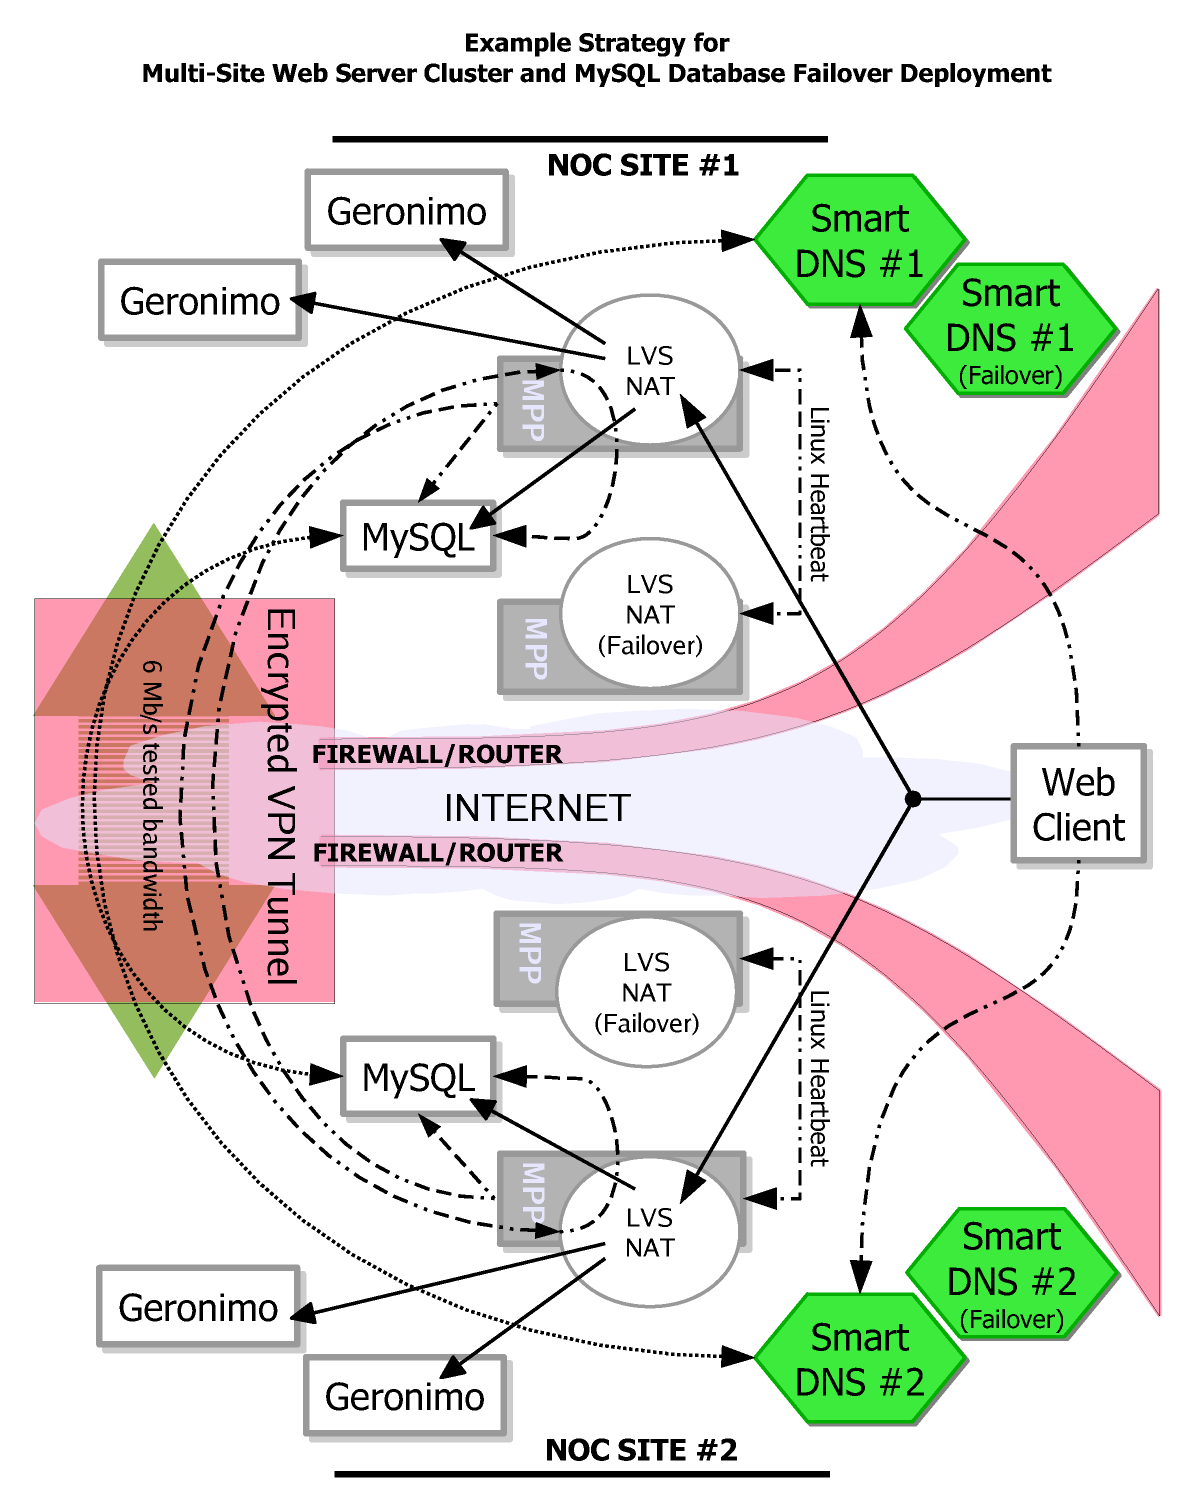 Example Strategy for
Multi-Site Web Server Cluster and MySQL Database Failover Deployment
NOC SITE #1
Geronimo
Geronimo
Smart
DNS #1
Smart
DNS #1
(Failover)
LVS
NAT
MPP
Linux Heartbeat
MySQL
LVS
NAT
(Failover)
MPP
Encrypted VPN Tunnel
6 Mb/s tested bandwidth
FIREWALL/ROUTER
INTERNET
FIREWALL/ROUTER
Web
Client
MPP
LVS
NAT
(Failover)
Linux Heartbeat
MySQL
MPP
LVS
NAT
Geronimo
Geronimo
Smart
DNS #2
(Failover)
Smart
DNS #2
NOC SITE #2